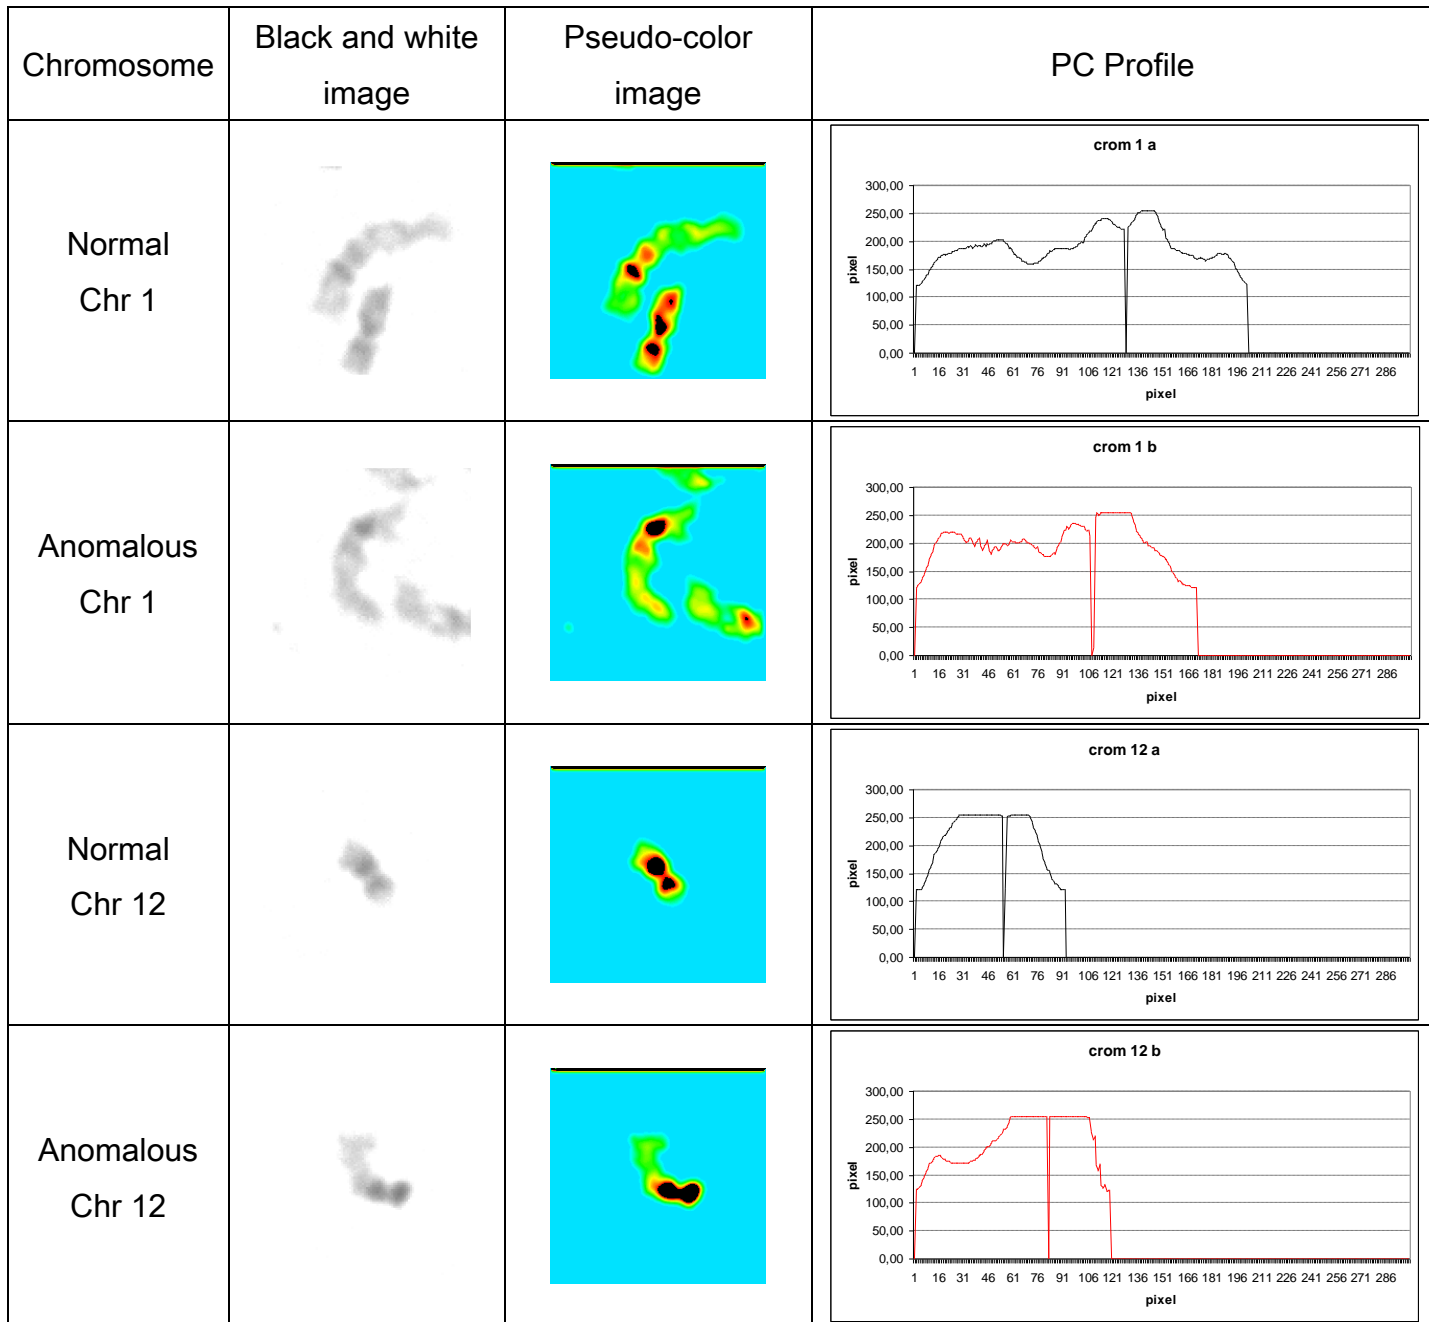 Chromosome
Black and white
image
Pseudo-color
image
PC Profile
Normal
Chr 1
crom 1 a
300,00
250,00
200,00
150,00
100,00
50,00
0,00
pixel
1 16 31 46 61 76 91 106 121 136 151 166 181 196 211 226 241 256 271 286
pixel
Anomalous
Chr 1
crom 1 b
300,00
250,00
200,00
150,00
100,00
50,00
0,00
pixel
1 16 31 46 61 76 91 106 121 136 151 166 181 196 211 226 241 256 271 286
pixel
Normal
Chr 12
crom 12 a
300,00
250,00
200,00
150,00
100,00
50,00
0,00
pixel
1 16 31 46 61 76 91 106 121 136 151 166 181 196 211 226 241 256 271 286
pixel
Anomalous
Chr 12
crom 12 b
300,00
250,00
200,00
150,00
100,00
50,00
0,00
pixel
1 16 31 46 61 76 91 106 121 136 151 166 181 196 211 226 241 256 271 286
pixel